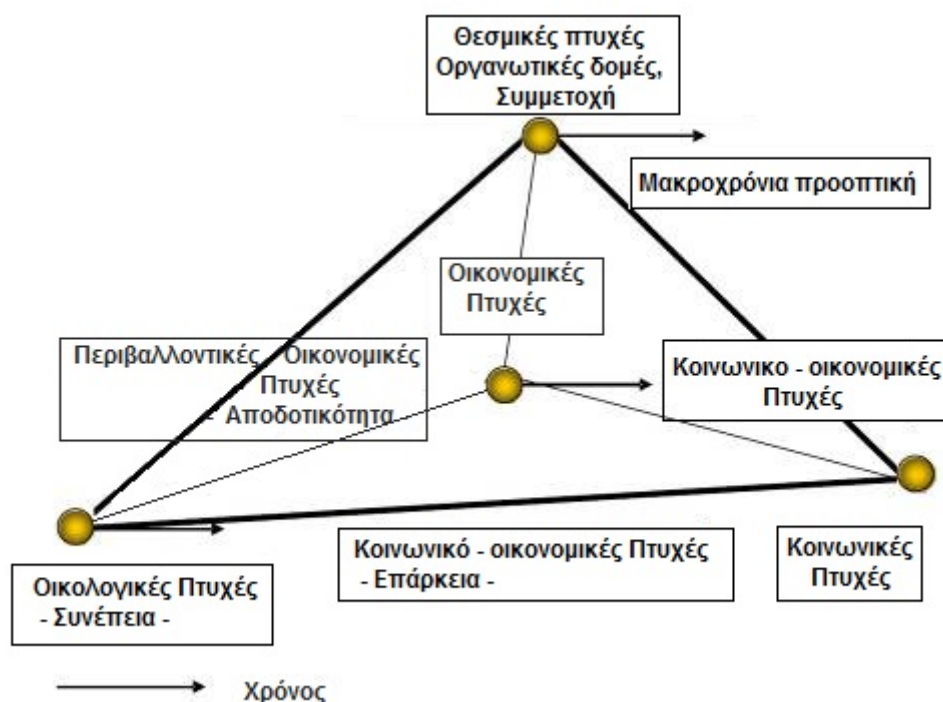 Θεσμικές πτυχές
Οργανωτικές δομές,
Συμμετοχή
Μακροχρόνια προοπτική
Οικονομικές
Πτυχές
Περιβαλλοντικές Οικονομικές
Πτυχές
- Αποδοτικότητα
Κοινωνικο - οικονομικές
Πτυχές
Οικολογικές Πτυχές
- Συνέπεια -
Κοινωνικό - οικονομικές Πτυχές
- Επάρκεια -
Κοινωνικές
Πτυχές
Χρόνος